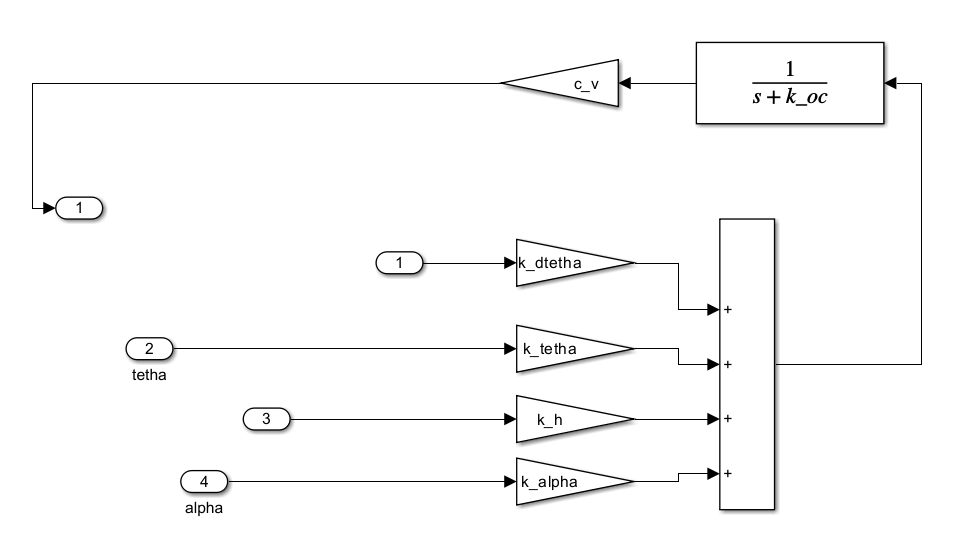 c_v
1
s + k_oc
1
1
k_dtetha
+
2
k_tetha
+
tetha
3
k_h
+
4
k_alpha
+
alpha